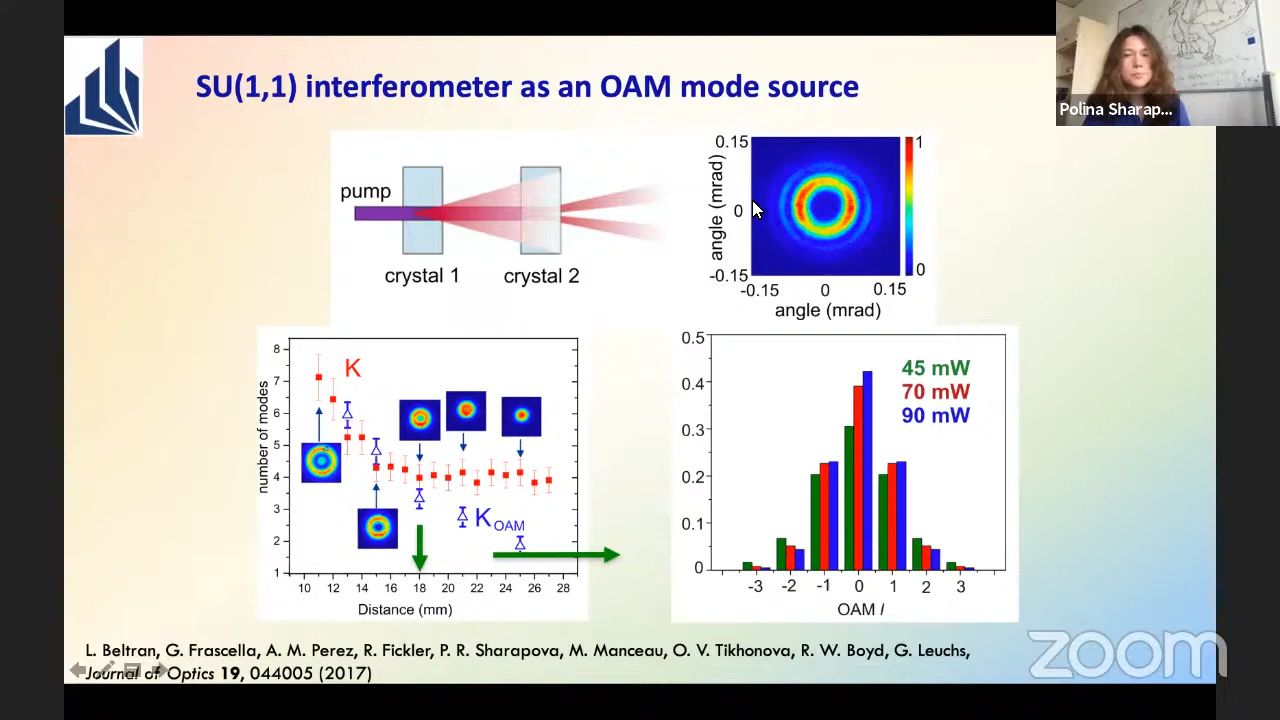 SU(1,1) interferometer as an OAM mode source
Polina Sharap...
pump
crystal 1
crystal 2
0.15
0
-0.15
angle (mrad)
-0.15
0
0.15
angle (mrad)
1
0
8
7
6
5
4
3
2
1
number of modes
K
K OAM
10 12 14 16 18 20 22 24 26 28
Distance (mm)
0.5
0.4
0.3
0.2
0.1
0
45 mW
70 mW
90 mW
-3 -2 -1 0 1 2 3
OAM l
L. Beltran, G. Frascella, A. M. Perez, R. Fickler, P. R. Sharapova, M. Manceau, O. V. Tikhonova, R. W. Boyd, G. Leuchs,
Journal of Optics 19, 044005 (2017)
zoom